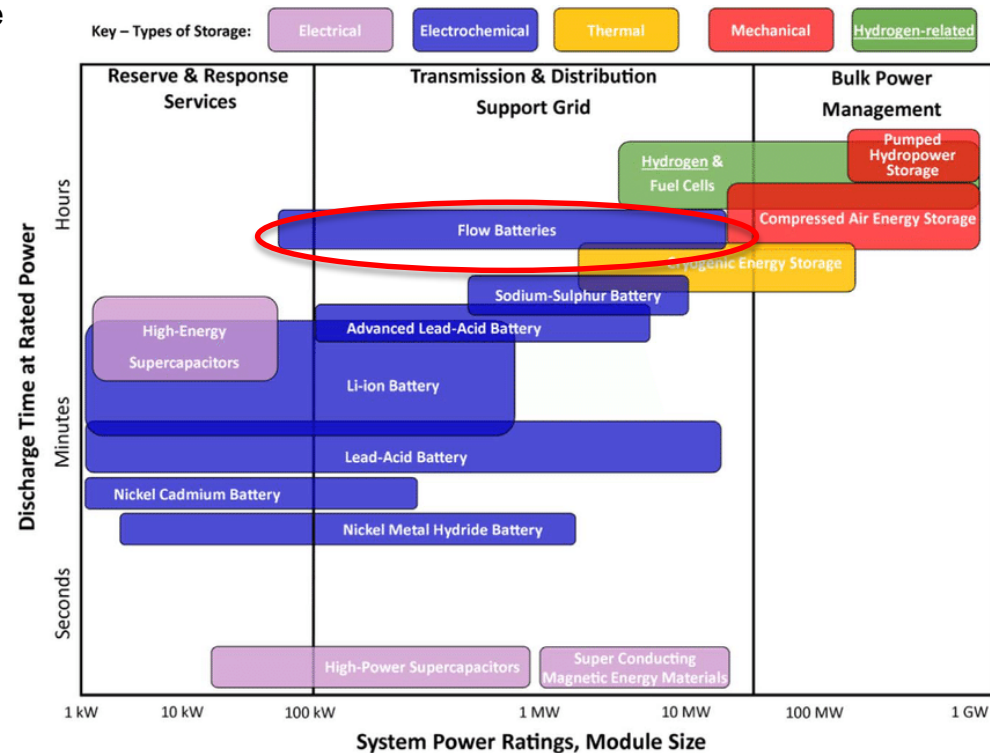 e
Key – Types of Storage: Electrical Electrochemical Thermal Mechanical Hydrogen-related
Reserve & Response
Services
Transmission & Distribution
Support Grid
Bulk Power
Management
Pumped
Hydropower
Storage
Hydrogen &
Fuel Cells
Compressed Air Energy Storage
Flow Batteries
Cryogenic Energy Storage
Sodium-Sulphur Battery
High-Energy
Supercapacitors
Advanced Lead-Acid Battery
Li-ion Battery
Lead-Acid Battery
Nickel Cadmium Battery
Nickel Metal Hydride Battery
High-Power Supercapacitors
Super Conducting
Magnetic Energy Materials
Discharge Time at Rated Power
Hours
Minutes
Seconds
1 kW 10 kW 100 kW 1 MW 10 MW 100 MW 1 GW
System Power Ratings, Module Size